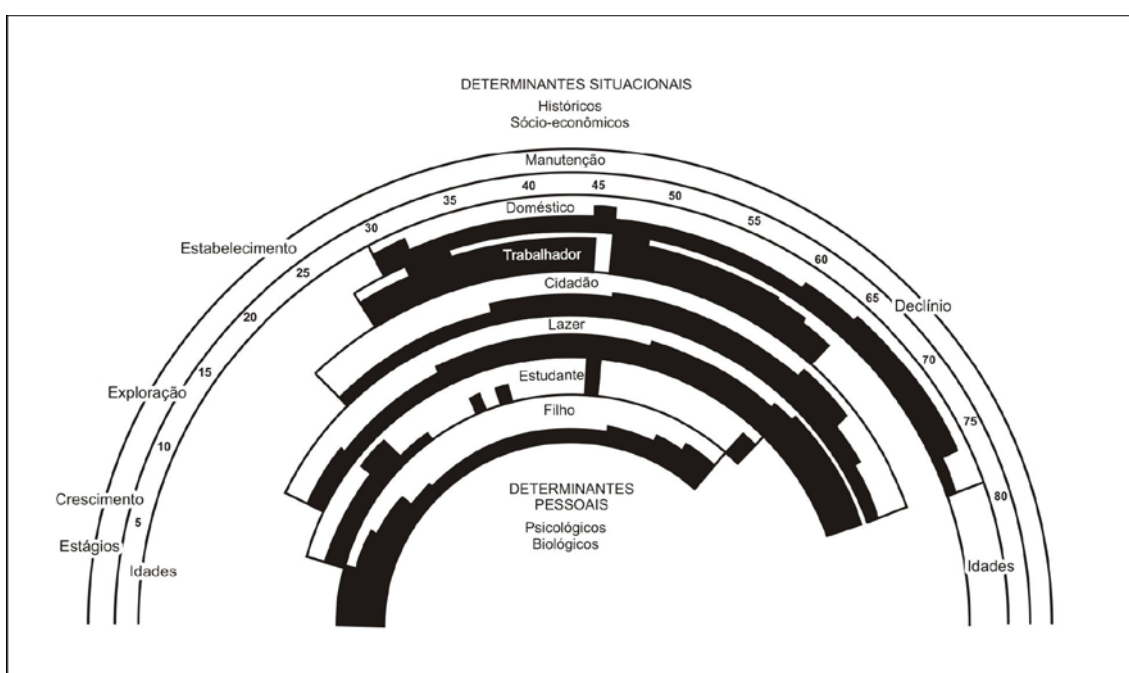 DETERMINANTES SITUACIONAIS
Históricos
Sócio-econômicos
Manutenção
Estabelecimento
Exploração
Crescimento
Estágios
Declínio
Idades
5
10
15
20
25
30
35
40
45
50
55
60
65
70
75
80
Idades
Doméstico
Trabalhador
Cidadão
Lazer
Estudante
Filho
DETERMINANTES
PESSOAIS
Psicológicos
Biológicos